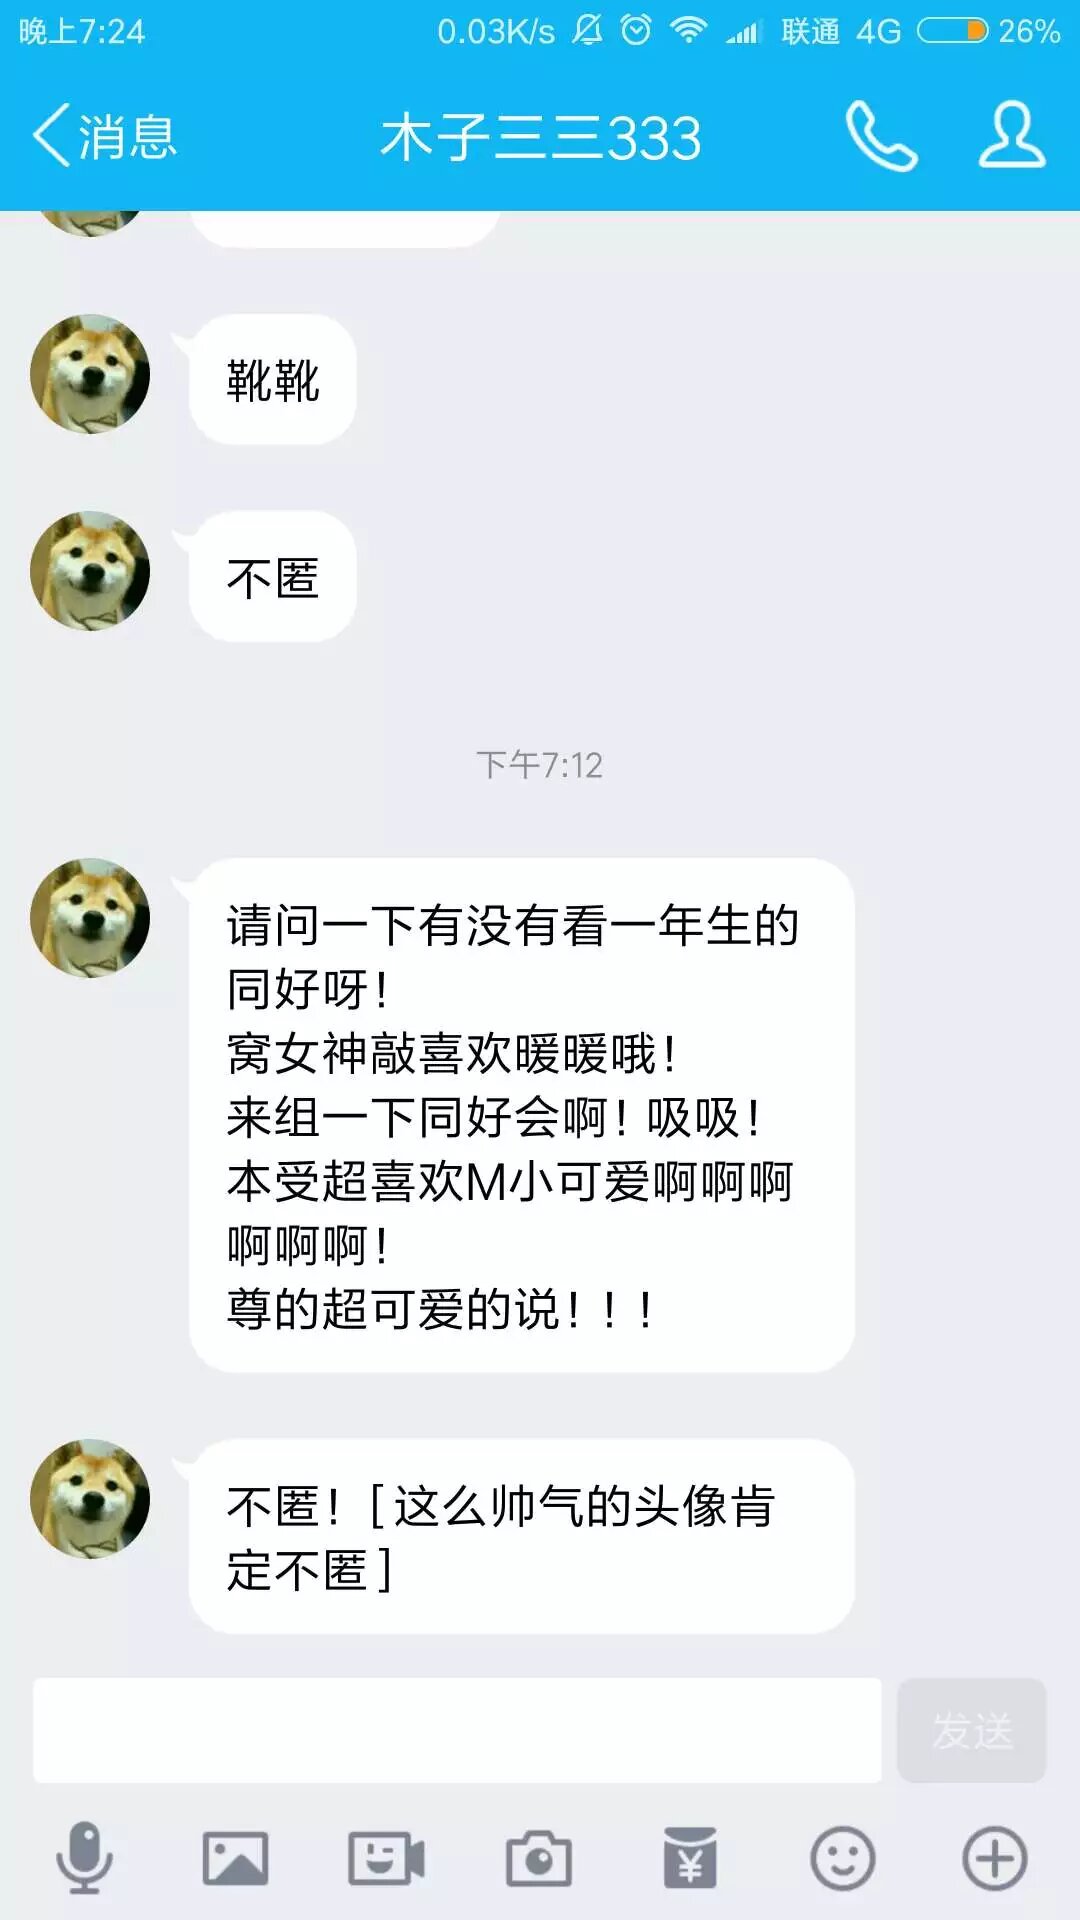 晚上7:24
0.03K/s 联通 4G 26%
消息
木子三三333
靴靴
不匿
下午7:12
请问一下有没有看一年生的
同好呀！
窝女神敲喜欢暖暖哦！
来组一下同好会啊！吸吸！
本受超喜欢M小可爱啊啊啊
啊啊啊！
尊的超可爱的说！！！
不匿！[这么帅气的头像肯
定不匿]
发送